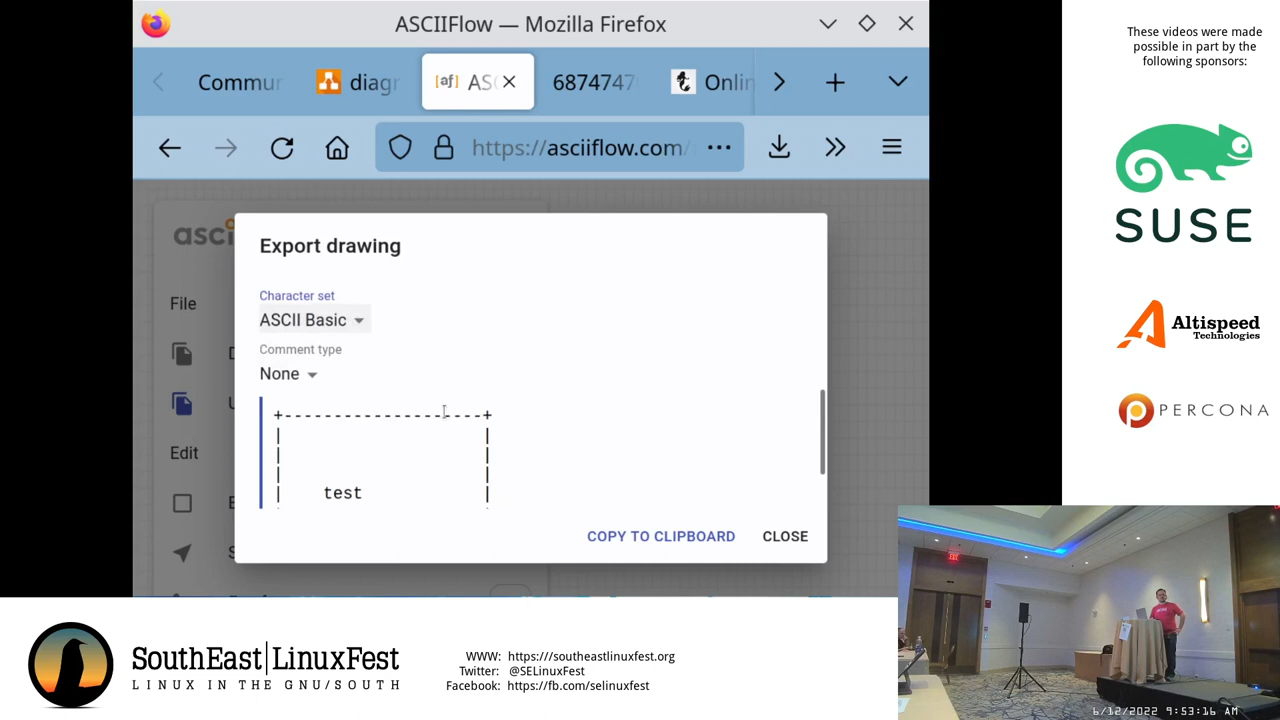 ASCIIFlow — Mozilla Firefox
Commun
diagr
[af] ASC
6874747
Onlin
https://asciiflow.com/
asci
Export drawing
File
Character set
ASCII Basic
Comment type
None
+---------------------+
|                     |
|                     |
|                     |
|    test             |
Edit
COPY TO CLIPBOARD
CLOSE
These videos were made
possible in part by the
following sponsors:
SUSE
Altispeed
Technologies
PERCONA
SouthEast LinuxFest
LINUX IN THE GNU/SOUTH
WWW: https:///southeastlinuxfest.org
Twitter: @SELinuxFest
Facebook: https://fb.com/selinuxfest
6/12/2022 9:53:16 AM